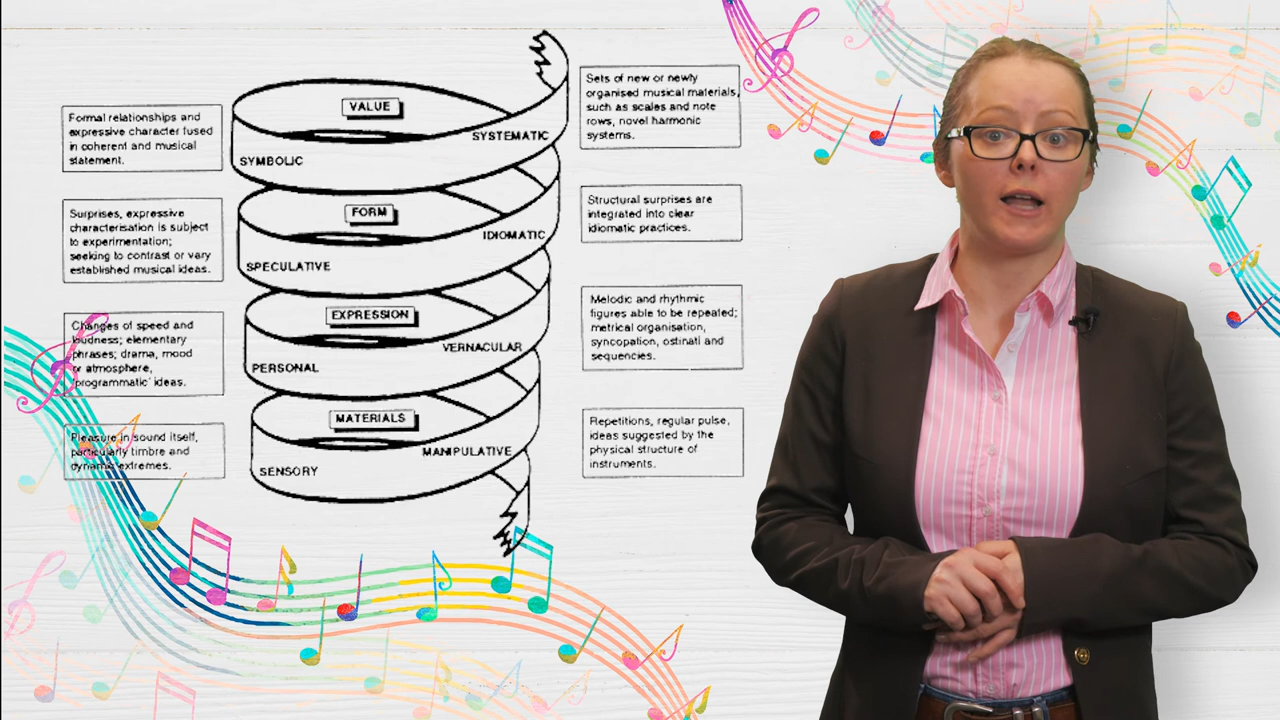 Formal relationships and
expressive character fused
in coherent and musical
statement.
Surprises, expressive
characterisation is subject
to experimentation;
seeking to contrast or vary
established musical ideas.
Changes of speed and
loudness; elementary
phrases; drama, mood
or atmosphere,
'programmatic' ideas.
Pleasure in sound itself,
particularly timbre and
dynamic extremes.
VALUE
SYSTEMATIC
SYMBOLIC
FORM
IDIOMATIC
SPECULATIVE
EXPRESSION
VERNACULAR
PERSONAL
MATERIALS
MANIPULATIVE
SENSORY
Sets of new or newly
organised musical materials,
such as scales and note
rows, novel harmonic
systems.
Structural surprises are
integrated into clear
idiomatic practices.
Melodic and rhythmic
figures able to be repeated;
metrical organisation,
syncopation, ostinati and
sequencies.
Repetitions, regular pulse,
ideas suggested by the
physical structure of
instruments.